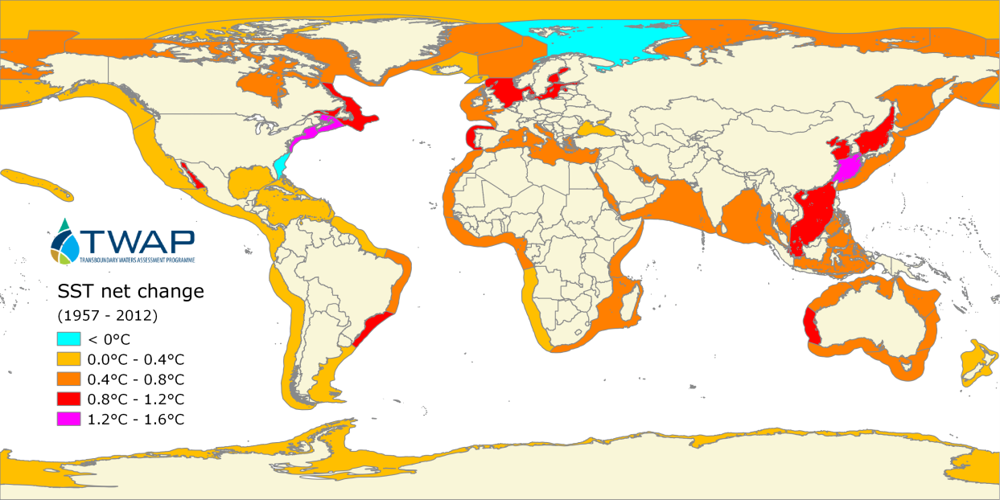 TWAP
TRANSBOUNDARY WATERS ASSESSMENT PROGRAMME
SST net change
(1957 - 2012)
< 0°C
0.0°C - 0.4°C
0.4°C - 0.8°C
0.8°C - 1.2°C
1.2°C - 1.6°C